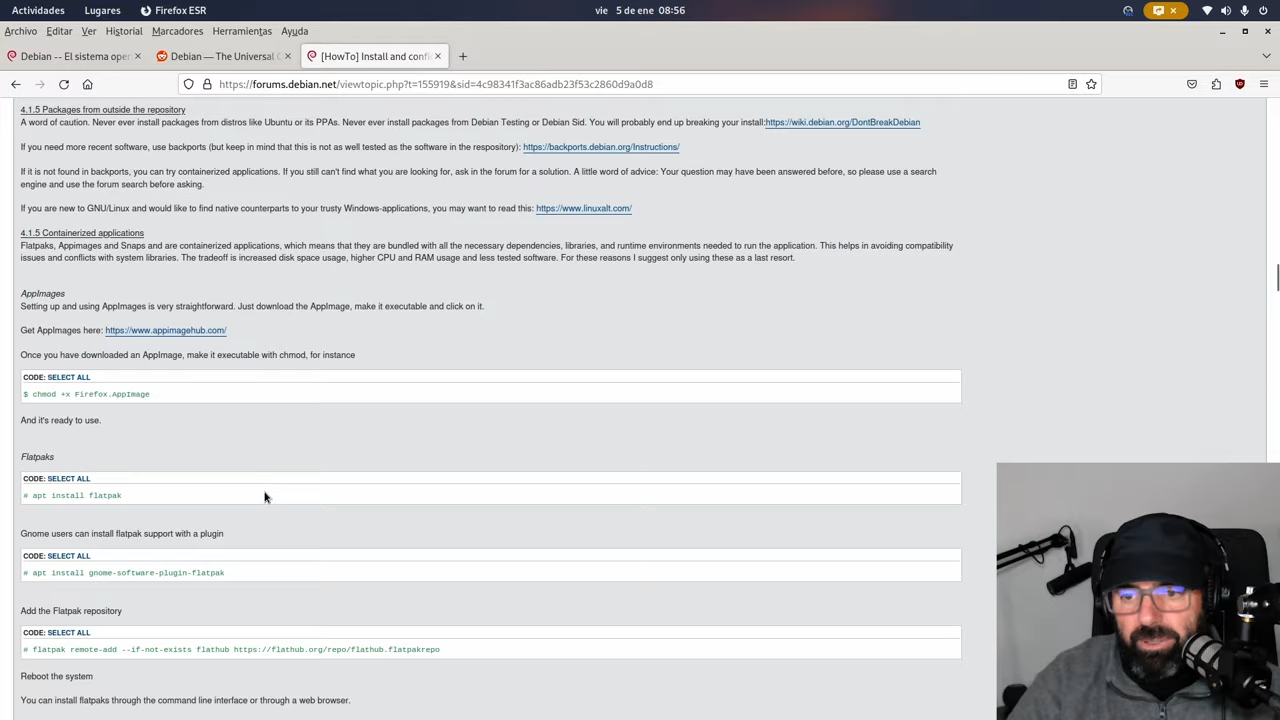 Actividades Lugares Firefox ESR vie 5 de ene 08:56
Archivo Editar Ver Historial Marcadores Herramientas Ayuda
Debian -- El sistema oper Debian — The Universal O [HowTo] Install and confi
https://forums.debian.net/viewtopic.php?t=155919&sid=4c98341f3ac86adb23f53c2860d9a0d8
4.1.5 Packages from outside the repository
A word of caution. Never ever install packages from distros like Ubuntu or its PPAs. Never ever install packages from Debian Testing or Debian Sid. You will probably end up breaking your install:https://wiki.debian.org/DontBreakDebian
If you need more recent software, use backports (but keep in mind that this is not as well tested as the software in the respository): https://backports.debian.org/Instructions/
If it is not found in backports, you can try containerized applications. If you still can't find what you are looking for, ask in the forum for a solution. A little word of advice: Your question may have been answered before, so please use a search
engine and use the forum search before asking.
If you are new to GNU/Linux and would like to find native counterparts to your trusty Windows-applications, you may want to read this: https://www.linuxalt.com/
4.1.5 Containerized applications
Flatpaks, Appimages and Snaps and are containerized applications, which means that they are bundled with all the necessary dependencies, libraries, and runtime environments needed to run the application. This helps in avoiding compatibility
issues and conflicts with system libraries. The tradeoff is increased disk space usage, higher CPU and RAM usage and less tested software. For these reasons I suggest only using these as a last resort.
AppImages
Setting up and using AppImages is very straightforward. Just download the AppImage, make it executable and click on it.
Get AppImages here: https://www.appimagehub.com/
Once you have downloaded an AppImage, make it executable with chmod, for instance
CODE: SELECT ALL
$ chmod +x Firefox.AppImage
And it's ready to use.
Flatpaks
CODE: SELECT ALL
# apt install flatpak
Gnome users can install flatpak support with a plugin
CODE: SELECT ALL
# apt install gnome-software-plugin-flatpak
Add the Flatpak repository
CODE: SELECT ALL
# flatpak remote-add --if-not-exists flathub https://flathub.org/repo/flathub.flatpakrepo
Reboot the system
You can install flatpaks through the command line interface or through a web browser.